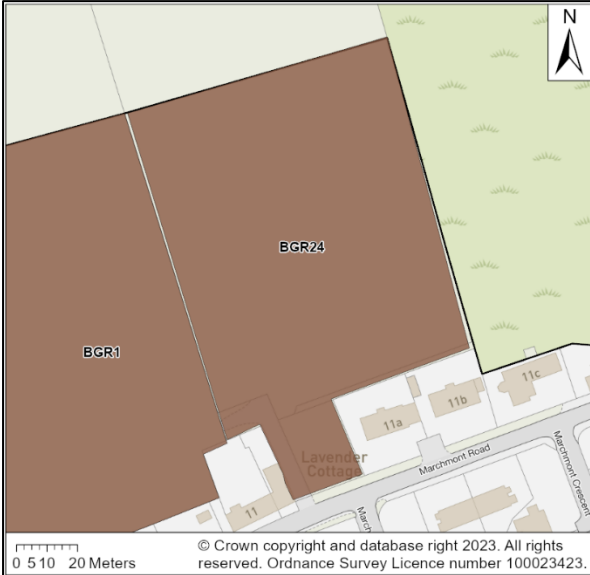 N
BGR24
BGR1
11c
11b
11a
Lavender
Cottage
Marchmont Road
Marchmont Crescent
11
March
0 5 10 20 Meters
© Crown copyright and database right 2023. All rights
reserved. Ordnance Survey Licence number 100023423.